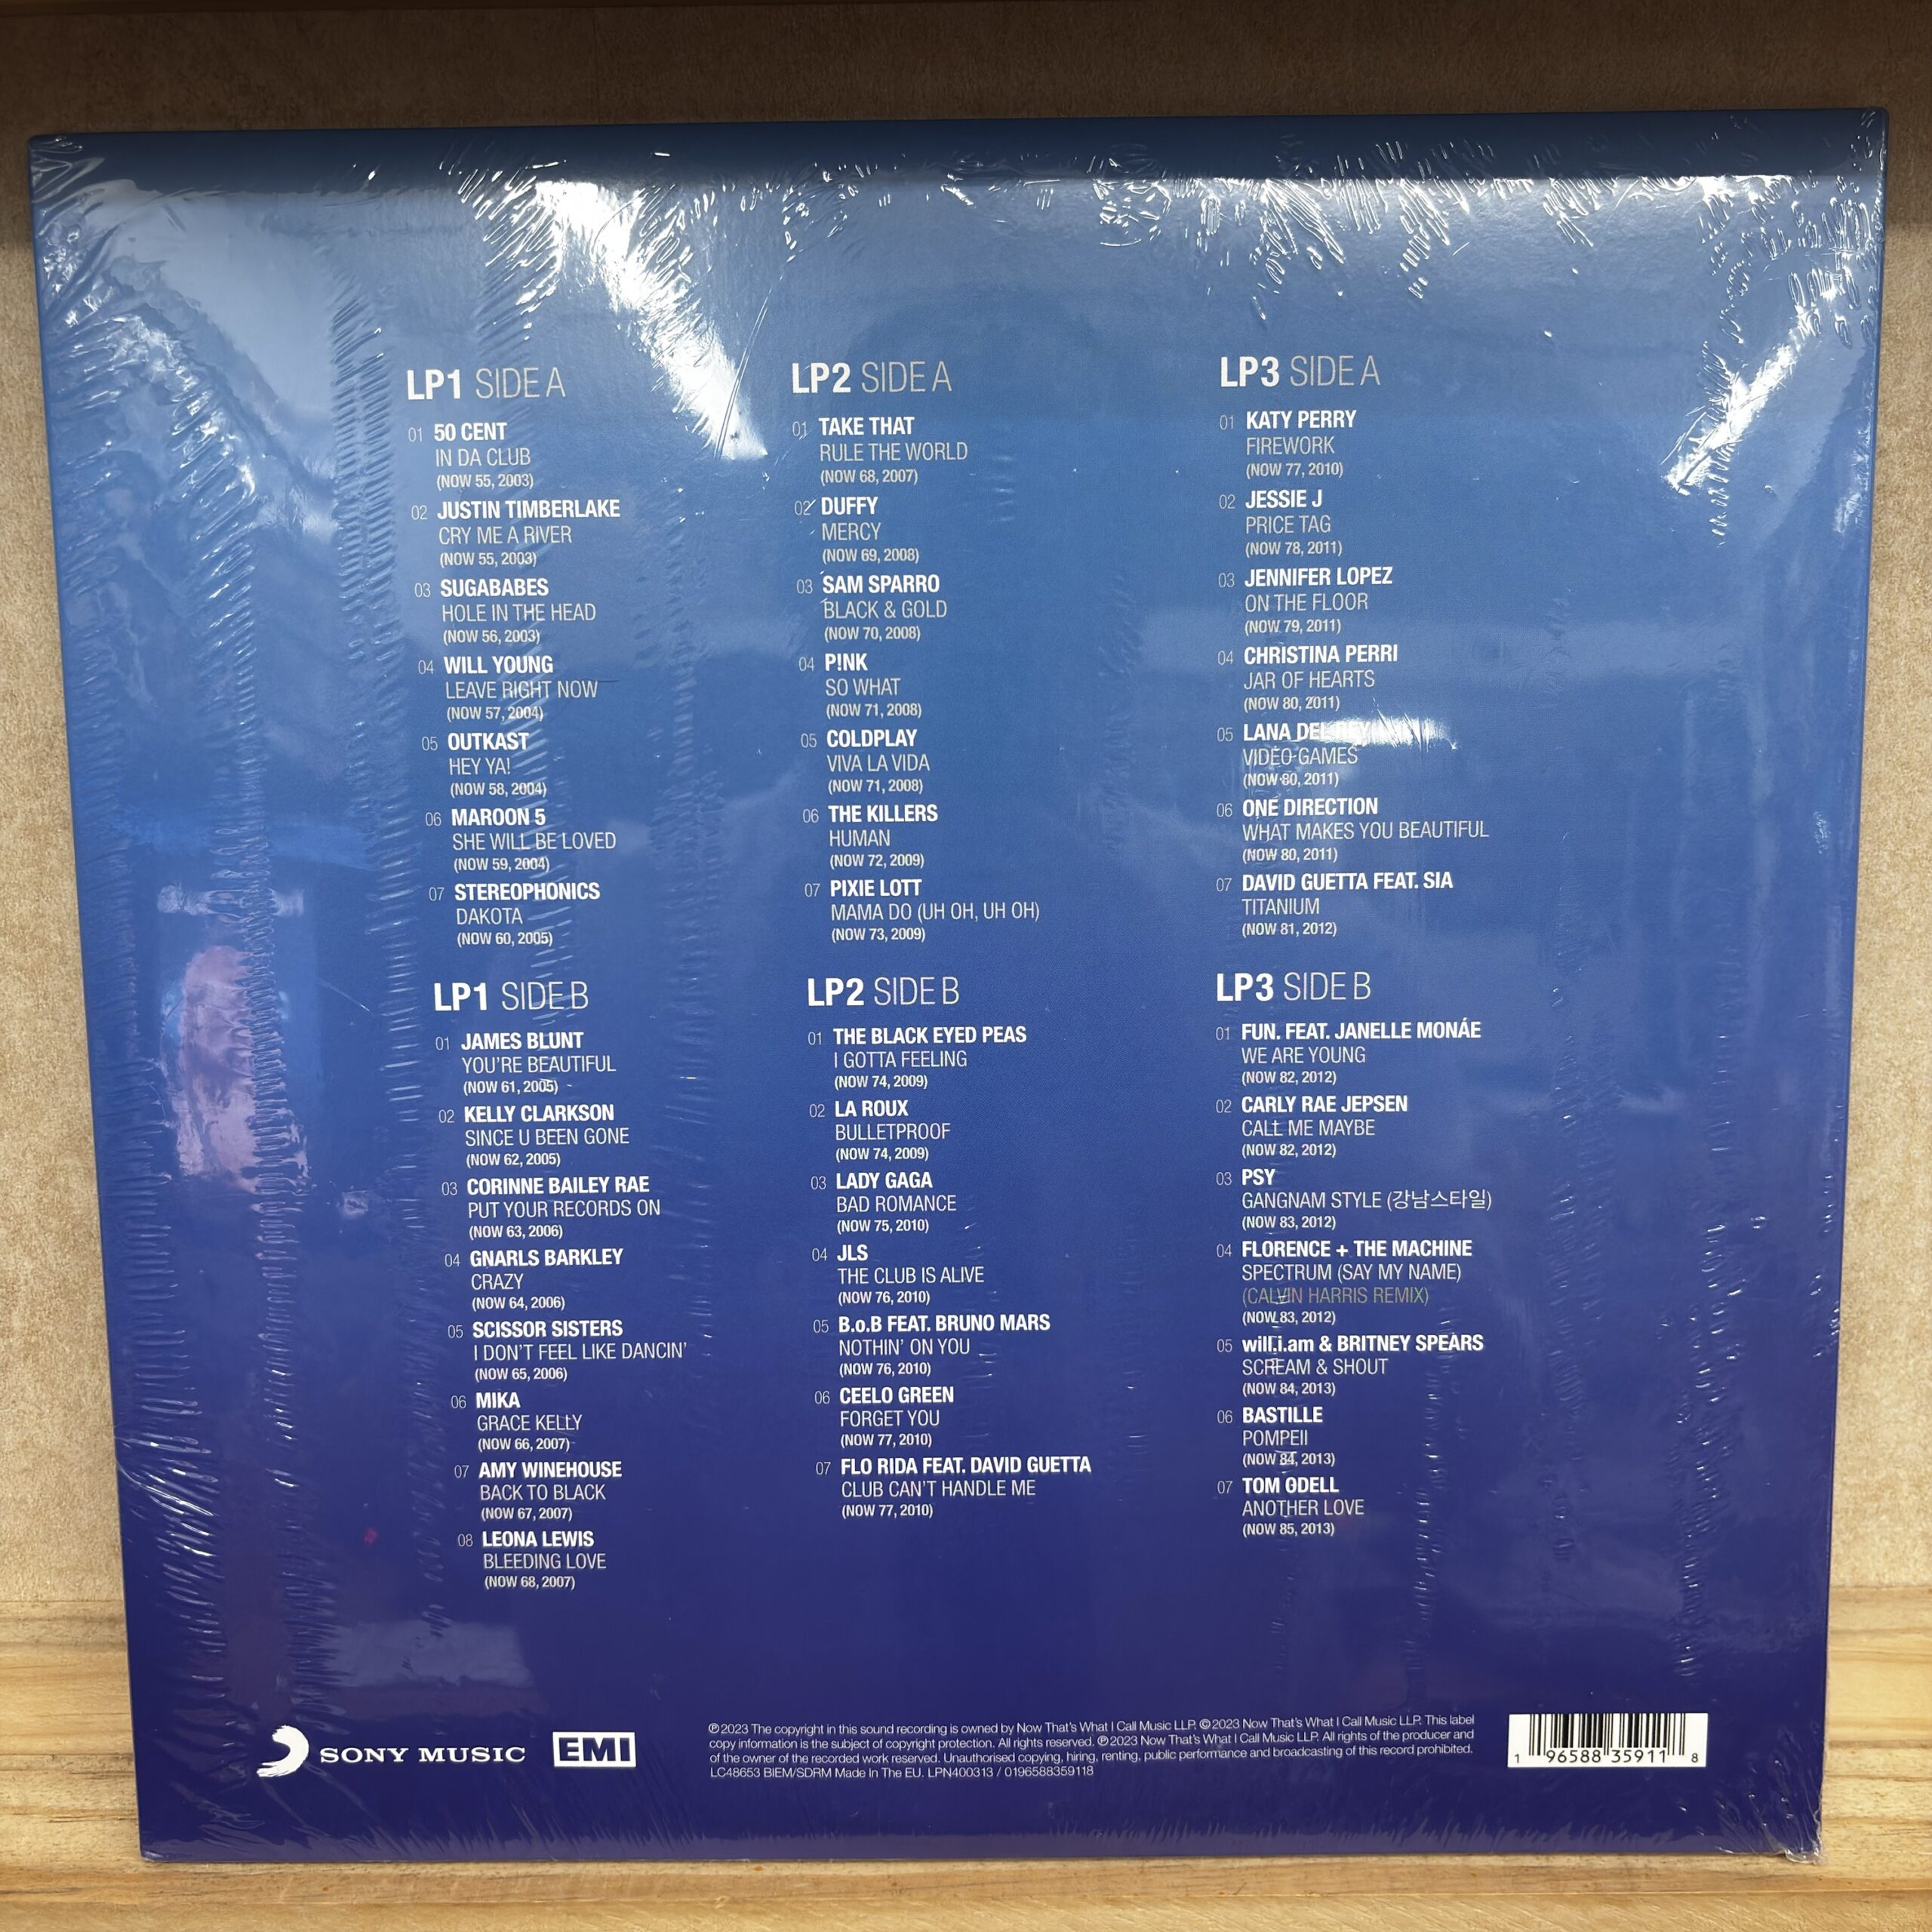 LP1 SIDE A
01 50 CENT
IN DA CLUB
(NOW 55, 2003)
02 JUSTIN TIMBERLAKE
CRY ME A RIVER
(NOW 55, 2003)
03 SUGABABES
HOLE IN THE HEAD
(NOW 56, 2003)
04 WILL YOUNG
LEAVE RIGHT NOW
(NOW 57, 2004)
05 OUTKAST
HEY YA!
(NOW 58, 2004)
06 MAROON 5
SHE WILL BE LOVED
(NOW 59, 2004)
07 STEREOPHONICS
DAKOTA
(NOW 60, 2005)
LP1 SIDE B
01 JAMES BLUNT
YOU'RE BEAUTIFUL
(NOW 61, 2005)
02 KELLY CLARKSON
SINCE U BEEN GONE
(NOW 62, 2005)
03 CORINNE BAILEY RAE
PUT YOUR RECORDS ON
(NOW 63, 2006)
04 GNARLS BARKLEY
CRAZY
(NOW 64, 2006)
05 SCISSOR SISTERS
I DON'T FEEL LIKE DANCIN'
(NOW 65, 2006)
06 MIKA
GRACE KELLY
(NOW 66, 2007)
07 AMY WINEHOUSE
BACK TO BLACK
(NOW 67, 2007)
08 LEONA LEWIS
BLEEDING LOVE
(NOW 68, 2007)
LP2 SIDE A
01 TAKE THAT
RULE THE WORLD
(NOW 68, 2007)
02 DUFFY
MERCY
(NOW 69, 2008)
03 SAM SPARRO
BLACK & GOLD
(NOW 70, 2008)
04 P!NK
SO WHAT
(NOW 71, 2008)
05 COLDPLAY
VIVA LA VIDA
(NOW 71, 2008)
06 THE KILLERS
HUMAN
(NOW 72, 2009)
07 PIXIE LOTT
MAMA DO (UH OH, UH OH)
(NOW 73, 2009)
LP2 SIDE B
01 THE BLACK EYED PEAS
I GOTTA FEELING
(NOW 74, 2009)
02 LA ROUX
BULLETPROOF
(NOW 74, 2009)
03 LADY GAGA
BAD ROMANCE
(NOW 75, 2010)
04 JLS
THE CLUB IS ALIVE
(NOW 76, 2010)
05 B.o.B FEAT. BRUNO MARS
NOTHIN' ON YOU
(NOW 76, 2010)
06 CEELO GREEN
FORGET YOU
(NOW 77, 2010)
07 FLO RIDA FEAT. DAVID GUETTA
CLUB CAN'T HANDLE ME
(NOW 77, 2010)
LP3 SIDE A
01 KATY PERRY
FIREWORK
(NOW 77, 2010)
02 JESSIE J
PRICE TAG
(NOW 78, 2011)
03 JENNIFER LOPEZ
ON THE FLOOR
(NOW 79, 2011)
04 CHRISTINA PERRI
JAR OF HEARTS
(NOW 80, 2011)
05 LANA DEL REY
VIDEO GAMES
(NOW 80, 2011)
06 ONE DIRECTION
WHAT MAKES YOU BEAUTIFUL
(NOW 80, 2011)
07 DAVID GUETTA FEAT. SIA
TITANIUM
(NOW 81, 2012)
LP3 SIDE B
01 FUN. FEAT. JANELLE MONÁE
WE ARE YOUNG
(NOW 82, 2012)
02 CARLY RAE JEPSEN
CALL ME MAYBE
(NOW 82, 2012)
03 PSY
GANGNAM STYLE (강남스타일)
(NOW 83, 2012)
04 FLORENCE + THE MACHINE
SPECTRUM (SAY MY NAME)
(CALVIN HARRIS REMIX)
(NOW 83, 2012)
05 will.i.am & BRITNEY SPEARS
SCREAM & SHOUT
(NOW 84, 2013)
06 BASTILLE
POMPEII
(NOW 84, 2013)
07 TOM ODELL
ANOTHER LOVE
(NOW 85, 2013)
SONY MUSIC
EMI
℗ 2023 The copyright in this sound recording is owned by Now That's What I Call Music LLP. © 2023 Now That's What I Call Music LLP. This label
copy information is the subject of copyright protection. All rights reserved. ℗ 2023 Now That's What I Call Music LLP. All rights of the producer and
of the owner of the recorded work reserved. Unauthorised copying, hiring, renting, public performance and broadcasting of this record prohibited.
LC48653 BIEM/SDRM Made In The EU. LPN400313 / 0196588359118
1 96588 35911 8